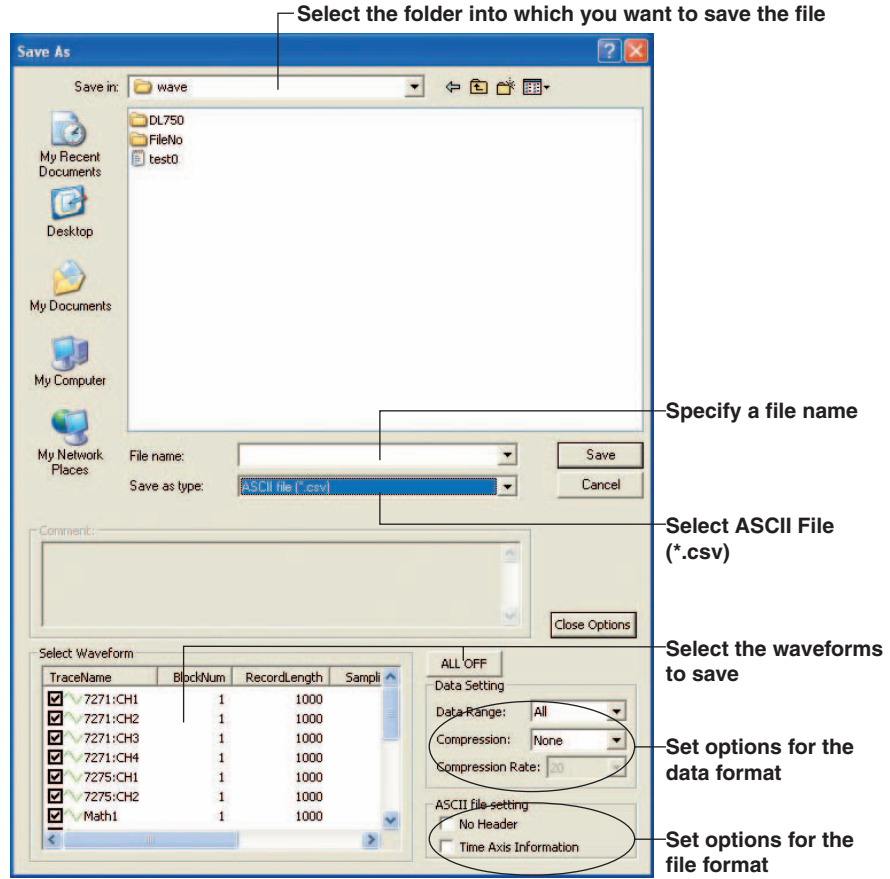 Select the folder into which you want to save the file
Save As
Save in:
wave
DL750
FileNo
test0
My Recent
Documents
Desktop
My Documents
My Computer
My Network
Places
File name:
Save
Specify a file name
Save as type:
ASCII file (*.csv)
Cancel
Select ASCII File
(*.csv)
Comment:
Close Options
Select Waveform
ALL OFF
Select the waveforms
to save
TraceName BlockNum RecordLength Sampli
7271:CH1 1 1000
7271:CH2 1 1000
7271:CH3 1 1000
7271:CH4 1 1000
7275:CH1 1 1000
7275:CH2 1 1000
Math1 1 1000
Data Setting
Data Range: All
Compression: None
Compression Rate: 20
Set options for the
data format
ASCII file setting
No Header
Time Axis Information
Set options for the
file format